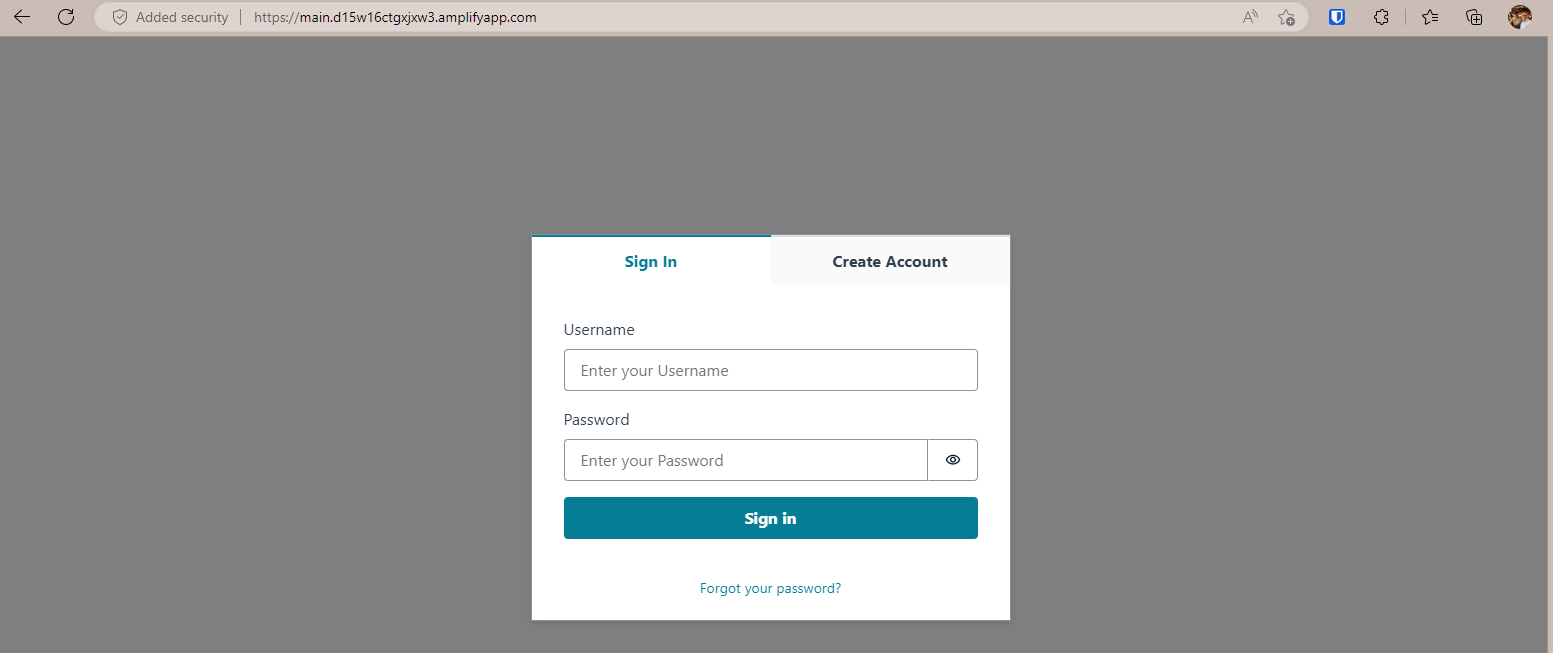 Added security | https://main.d15w16ctgxjxw3.amplifyapp.com
Sign In
Create Account
Username
Enter your Username
Password
Enter your Password
Sign in
Forgot your password?